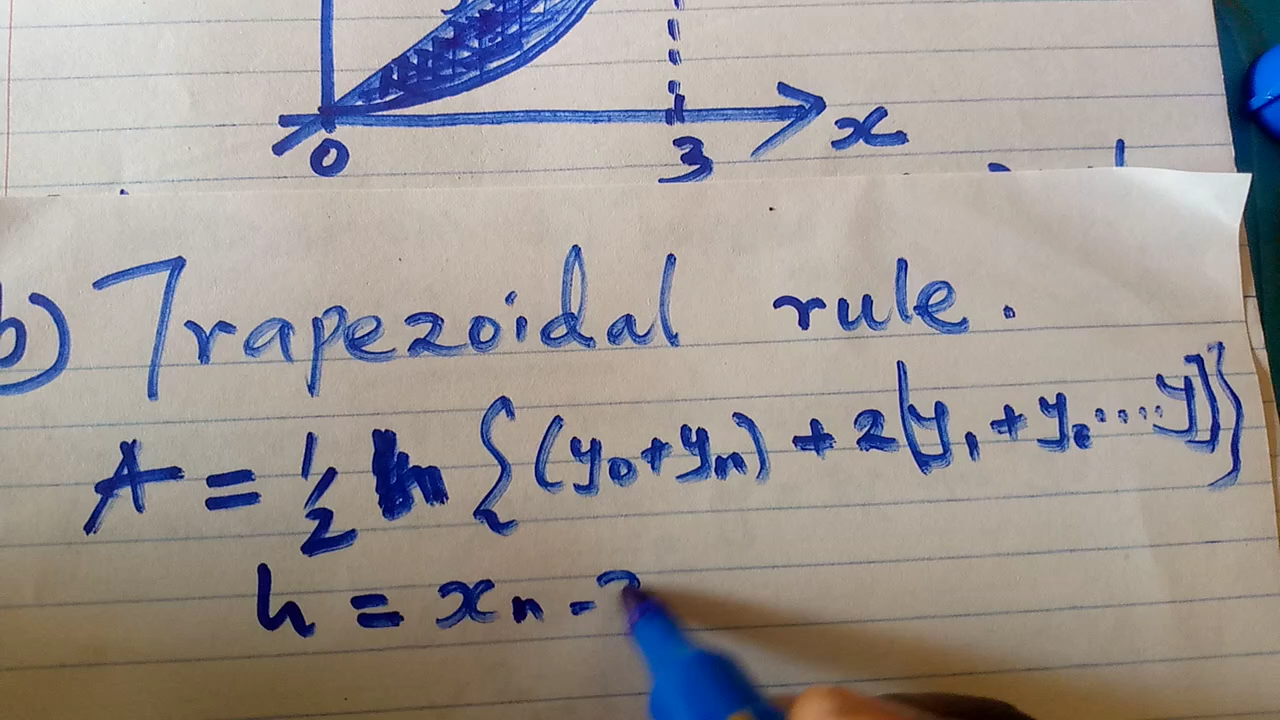 0 3 x
b) Trapezoidal rule.
A = 1/2 h {(y₀+yₙ) + 2[y₁ + y₂....y]}
h = xn -